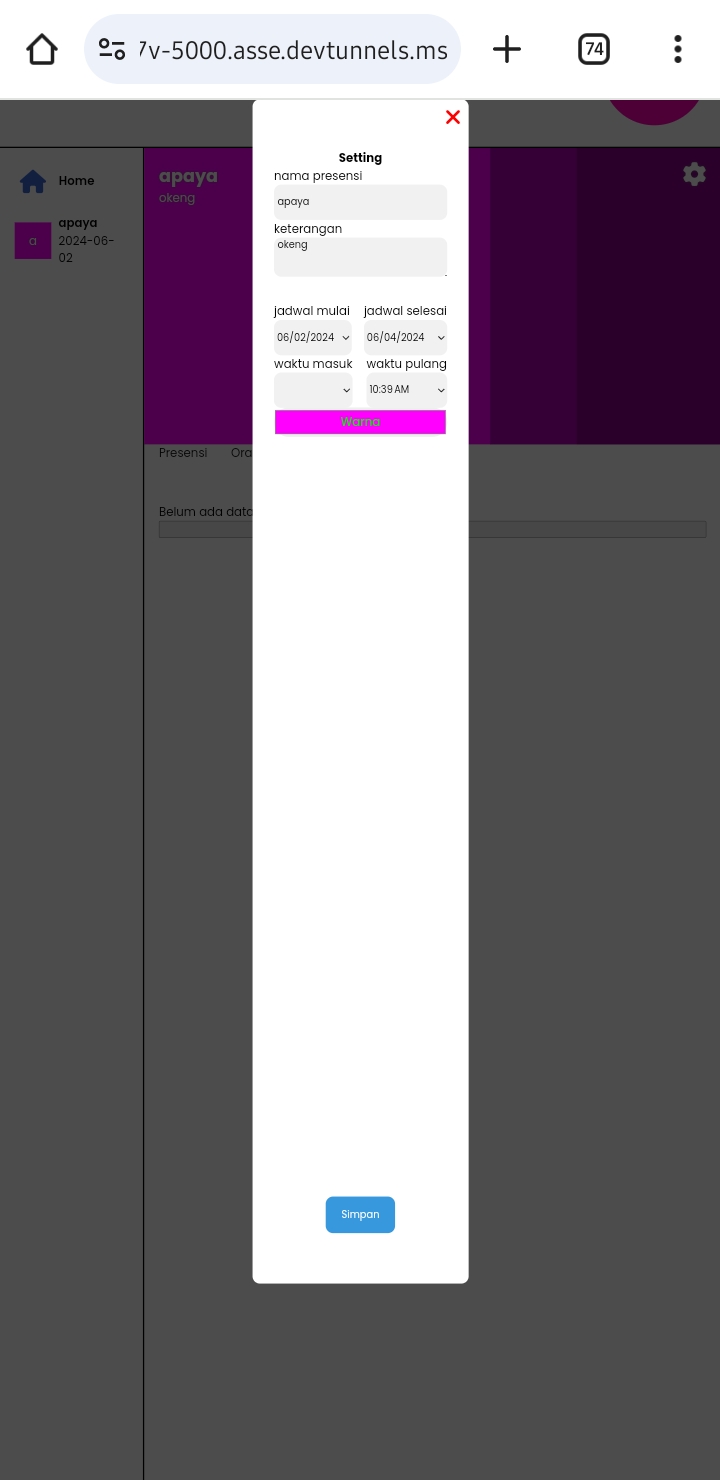 7v-5000.asse.devtunnels.ms
74
Setting
nama presensi
apaya
keterangan
okeng
jadwal mulai jadwal selesai
06/02/2024 06/04/2024
waktu masuk waktu pulang
10:39 AM
Warna
Simpan
Home
a
apaya
2024-06-
02
apaya
okeng
Presensi Ora
Belum ada data